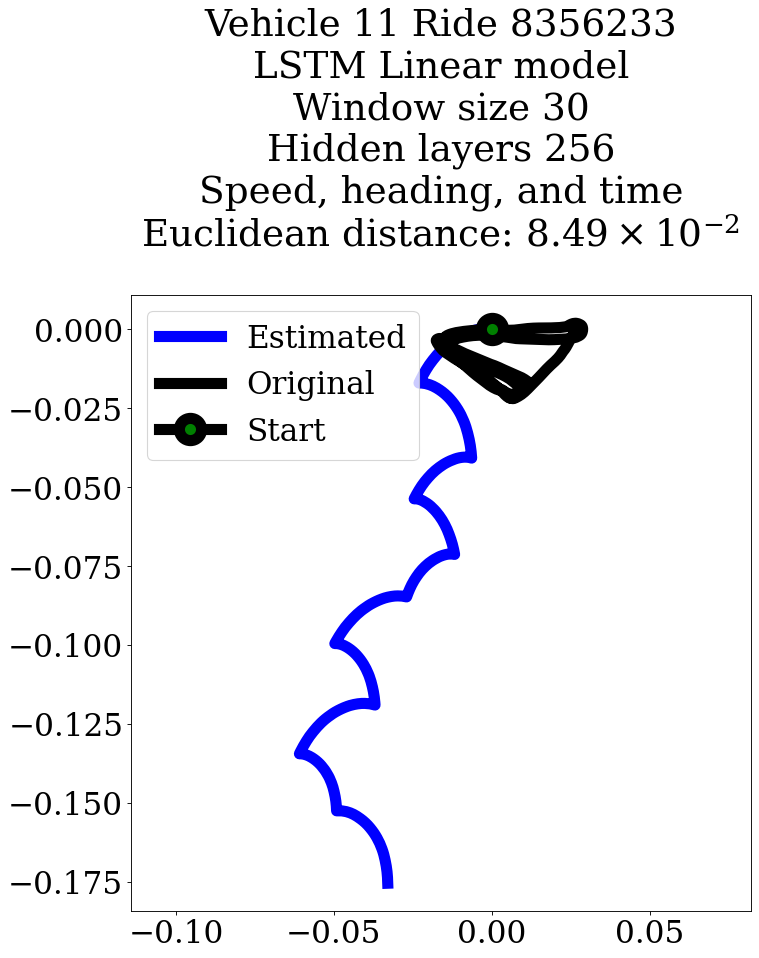 Vehicle 11 Ride 8356233
LSTM Linear model
Window size 30
Hidden layers 256
Speed, heading, and time
Euclidean distance: 8.49 × 10⁻²
Estimated
Original
Start
0.000
−0.025
−0.050
−0.075
−0.100
−0.125
−0.150
−0.175
−0.10 −0.05 0.00 0.05